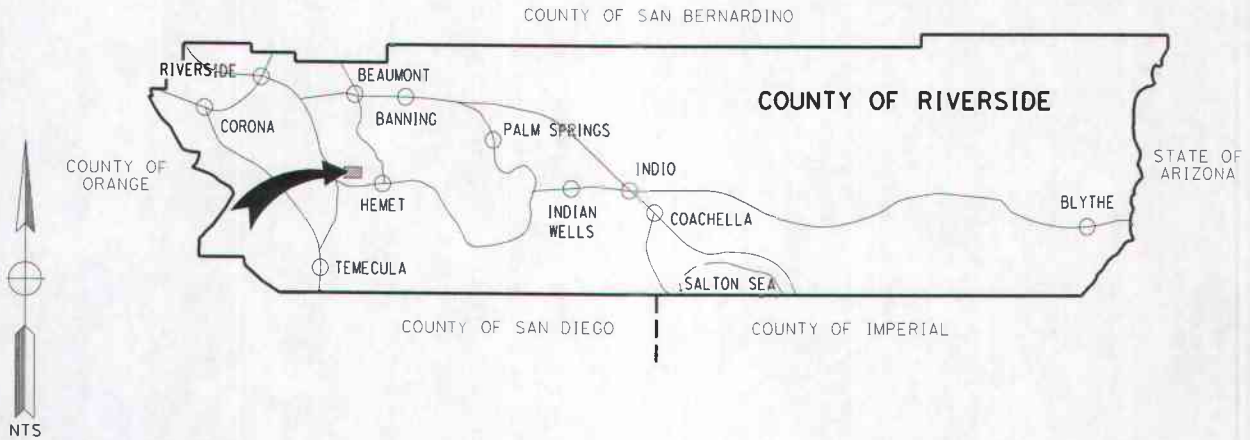 COUNTY OF SAN BERNARDINO
RIVERSIDE
BEAUMONT
COUNTY OF RIVERSIDE
CORONA
BANNING
PALM SPRINGS
COUNTY OF
ORANGE
STATE OF
ARIZONA
INDIO
HEMET
INDIAN
WELLS
COACHELLA
BLYTHE
TEMECULA
SALTON SEA
COUNTY OF SAN DIEGO
COUNTY OF IMPERIAL
NTS